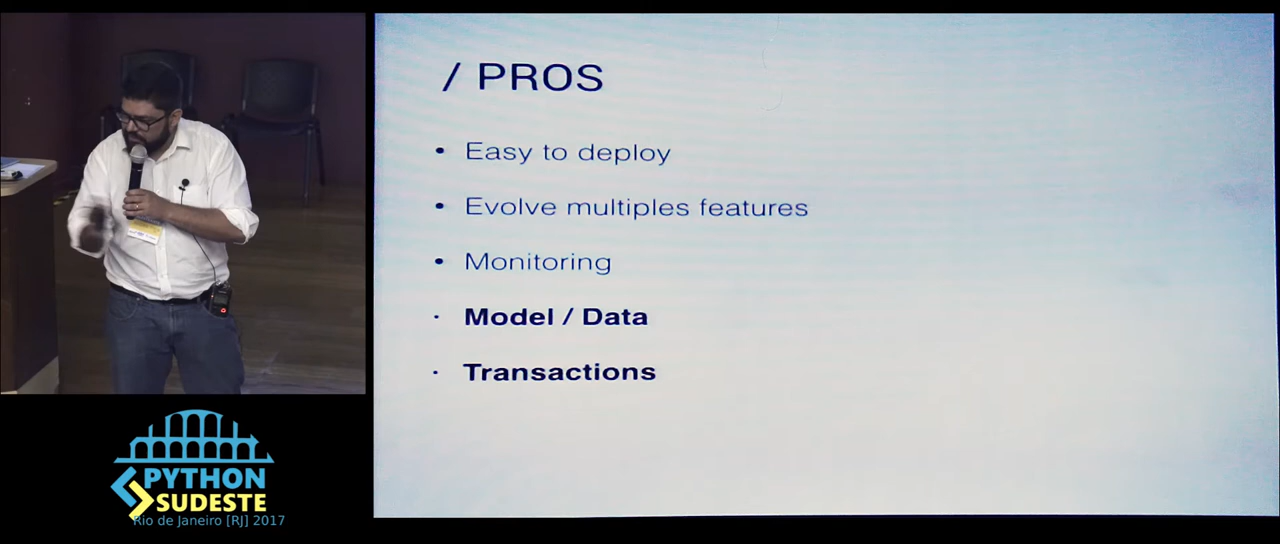 / PROS
• Easy to deploy
• Evolve multiples features
• Monitoring
· Model / Data
· Transactions
PYTHON
SUDESTE
Rio de Janeiro [RJ] 2017